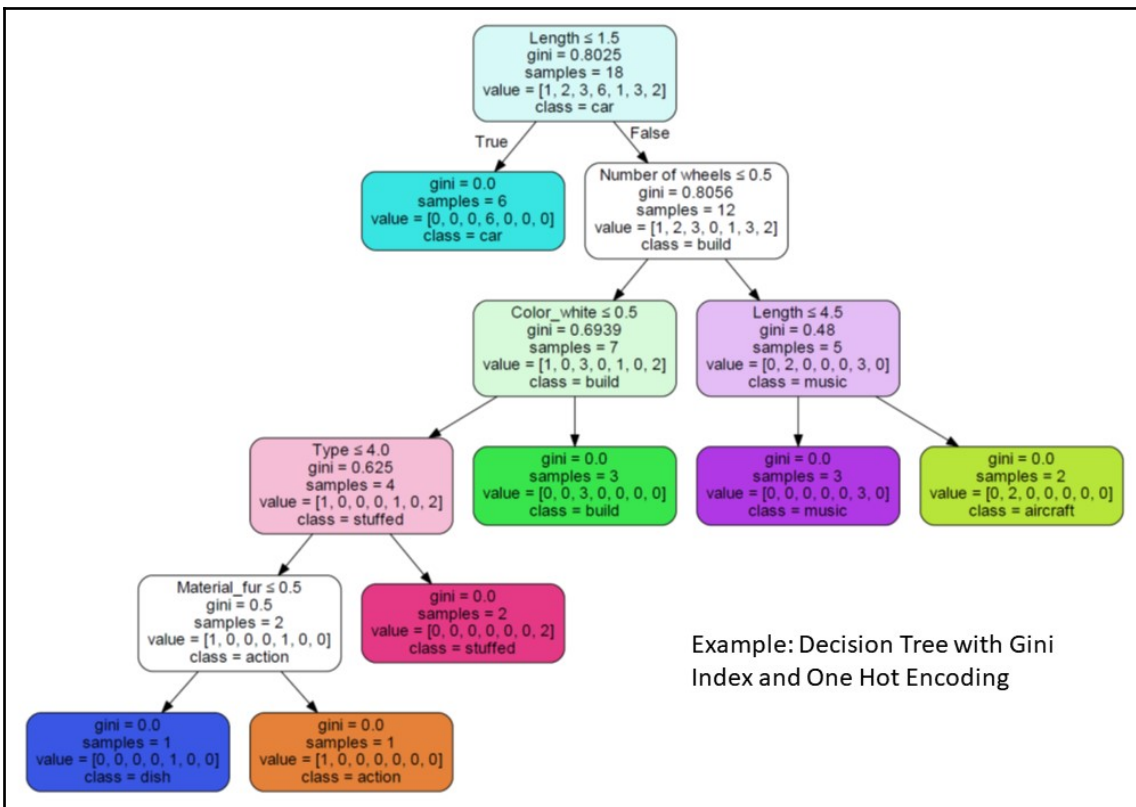 Length ≤ 1.5
gini = 0.8025
samples = 18
value = [1, 2, 3, 6, 1, 3, 2]
class = car
True
False
gini = 0.0
samples = 6
value = [0, 0, 0, 6, 0, 0, 0]
class = car
Number of wheels ≤ 0.5
gini = 0.8056
samples = 12
value = [1, 2, 3, 0, 1, 3, 2]
class = build
Color_white ≤ 0.5
gini = 0.6939
samples = 7
value = [1, 0, 3, 0, 1, 0, 2]
class = build
Length ≤ 4.5
gini = 0.48
samples = 5
value = [0, 2, 0, 0, 0, 3, 0]
class = music
Type ≤ 4.0
gini = 0.625
samples = 4
value = [1, 0, 0, 0, 1, 0, 2]
class = stuffed
gini = 0.0
samples = 3
value = [0, 0, 3, 0, 0, 0, 0]
class = build
gini = 0.0
samples = 3
value = [0, 0, 0, 0, 0, 3, 0]
class = music
gini = 0.0
samples = 2
value = [0, 2, 0, 0, 0, 0, 0]
class = aircraft
Material_fur ≤ 0.5
gini = 0.5
samples = 2
value = [1, 0, 0, 0, 1, 0, 0]
class = action
gini = 0.0
samples = 2
value = [0, 0, 0, 0, 0, 0, 2]
class = stuffed
Example: Decision Tree with Gini
Index and One Hot Encoding
gini = 0.0
samples = 1
value = [0, 0, 0, 0, 1, 0, 0]
class = dish
gini = 0.0
samples = 1
value = [1, 0, 0, 0, 0, 0, 0]
class = action